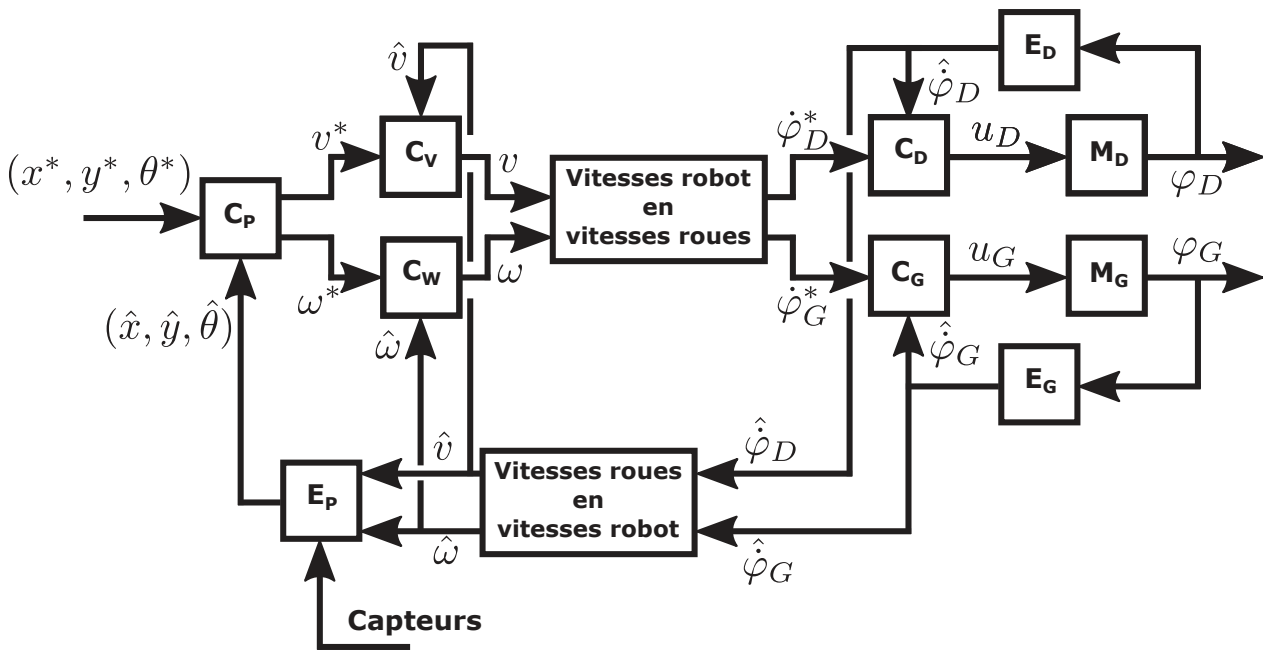 (x*, y*, θ*)
C_P
v*
ω*
v̂
C_V
C_W
ω̂
v
ω
Vitesses robot
en
vitesses roues
φ̇*_D
φ̇*_G
φ̇̂_D
C_D
u_D
M_D
φ_D
E_D
C_G
u_G
M_G
φ_G
φ̇̂_G
E_G
(x̂, ŷ, θ̂)
E_P
v̂
ω̂
Vitesses roues
en
vitesses robot
φ̇̂_D
φ̇̂_G
Capteurs